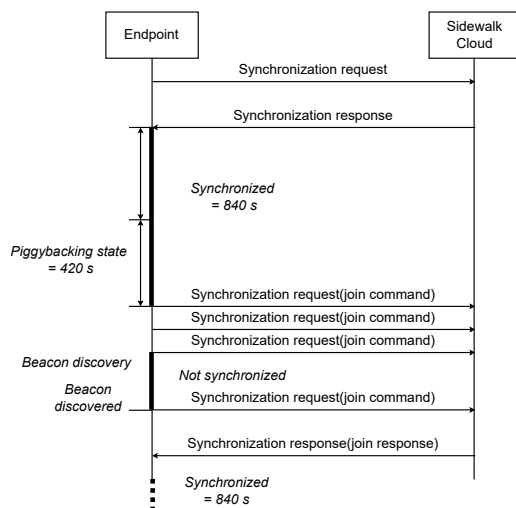 Endpoint
Sidewalk
Cloud
Synchronization request
Synchronization response
Synchronized
= 840 s
Piggybacking state
= 420 s
Synchronization request(join command)
Synchronization request(join command)
Synchronization request(join command)
Beacon discovery
Not synchronized
Beacon
discovered
Synchronization request(join command)
Synchronization response(join response)
Synchronized
= 840 s